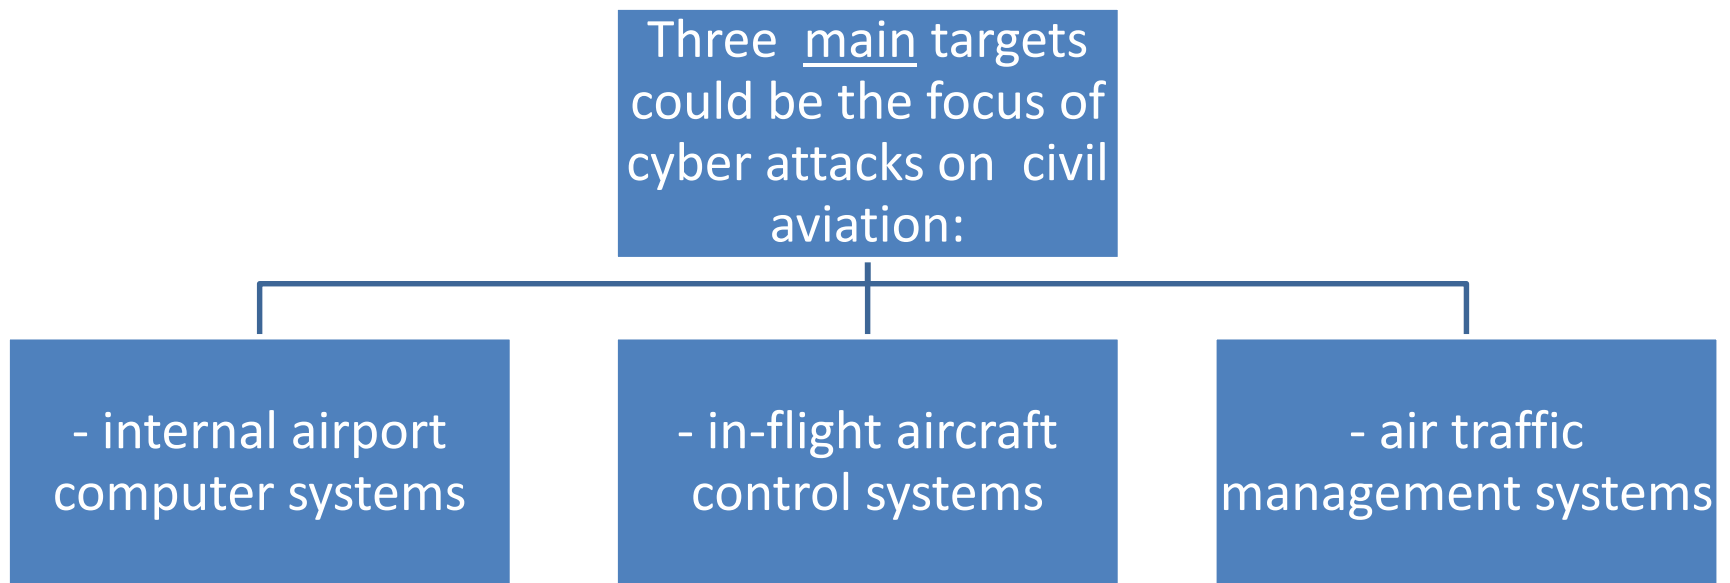 Three  main targets
could be the focus of
cyber attacks on  civil
aviation:
- internal airport
computer systems
- in-flight aircraft
control systems
- air traffic
management systems